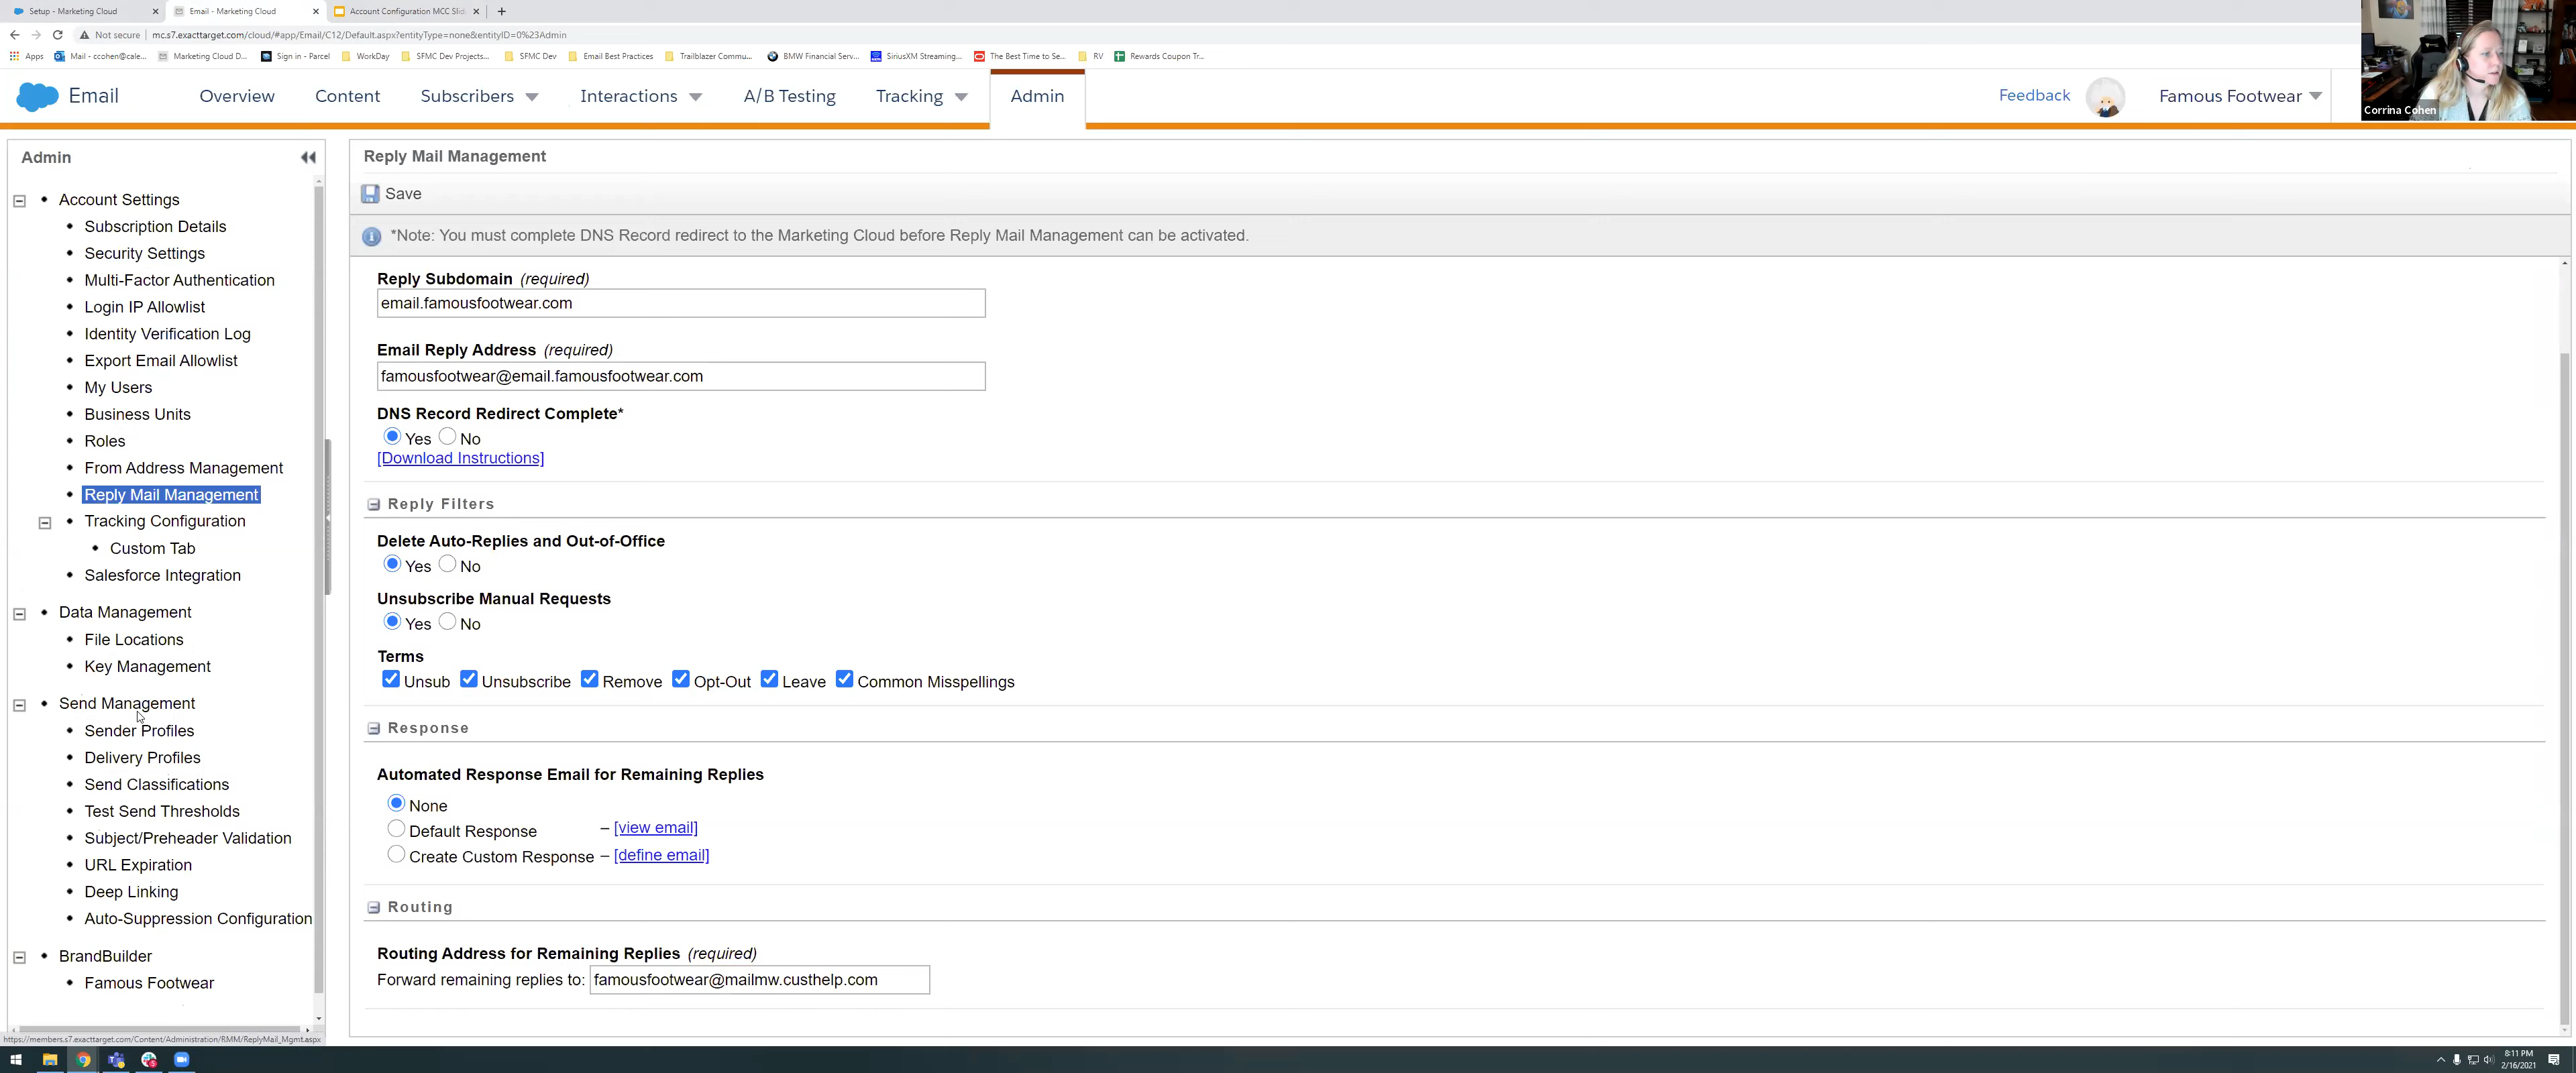 Setup - Marketing Cloud
Email - Marketing Cloud
Account Configuration MCC Slid
Not secure | mc.s7.exacttarget.com/cloud/#app/Email/C12/Default.aspx?entityType=none&entityID=0%23Admin
Apps Mail - ccohen@cale... Marketing Cloud D... Sign in - Parcel WorkDay SFMC Dev Projects... SFMC Dev Email Best Practices Trailblazer Commu... BMW Financial Serv... SiriusXM Streaming... The Best Time to Se... RV Rewards Coupon Tr...
Email Overview Content Subscribers Interactions A/B Testing Tracking Admin Feedback Famous Footwear
Corrina Cohen
Admin
Account Settings
Subscription Details
Security Settings
Multi-Factor Authentication
Login IP Allowlist
Identity Verification Log
Export Email Allowlist
My Users
Business Units
Roles
From Address Management
Reply Mail Management
Tracking Configuration
Custom Tab
Salesforce Integration
Data Management
File Locations
Key Management
Send Management
Sender Profiles
Delivery Profiles
Send Classifications
Test Send Thresholds
Subject/Preheader Validation
URL Expiration
Deep Linking
Auto-Suppression Configuration
BrandBuilder
Famous Footwear
Reply Mail Management
Save
*Note: You must complete DNS Record redirect to the Marketing Cloud before Reply Mail Management can be activated.
Reply Subdomain (required)
email.famousfootwear.com
Email Reply Address (required)
famousfootwear@email.famousfootwear.com
DNS Record Redirect Complete*
Yes No
[Download Instructions]
Reply Filters
Delete Auto-Replies and Out-of-Office
Yes No
Unsubscribe Manual Requests
Yes No
Terms
Unsub Unsubscribe Remove Opt-Out Leave Common Misspellings
Response
Automated Response Email for Remaining Replies
None
Default Response – [view email]
Create Custom Response – [define email]
Routing
Routing Address for Remaining Replies (required)
Forward remaining replies to: famousfootwear@mailmw.custhelp.com
https://members.s7.exacttarget.com/Content/Administration/RMM/ReplyMail_Mgmt.aspx
8:11 PM
2/16/2021